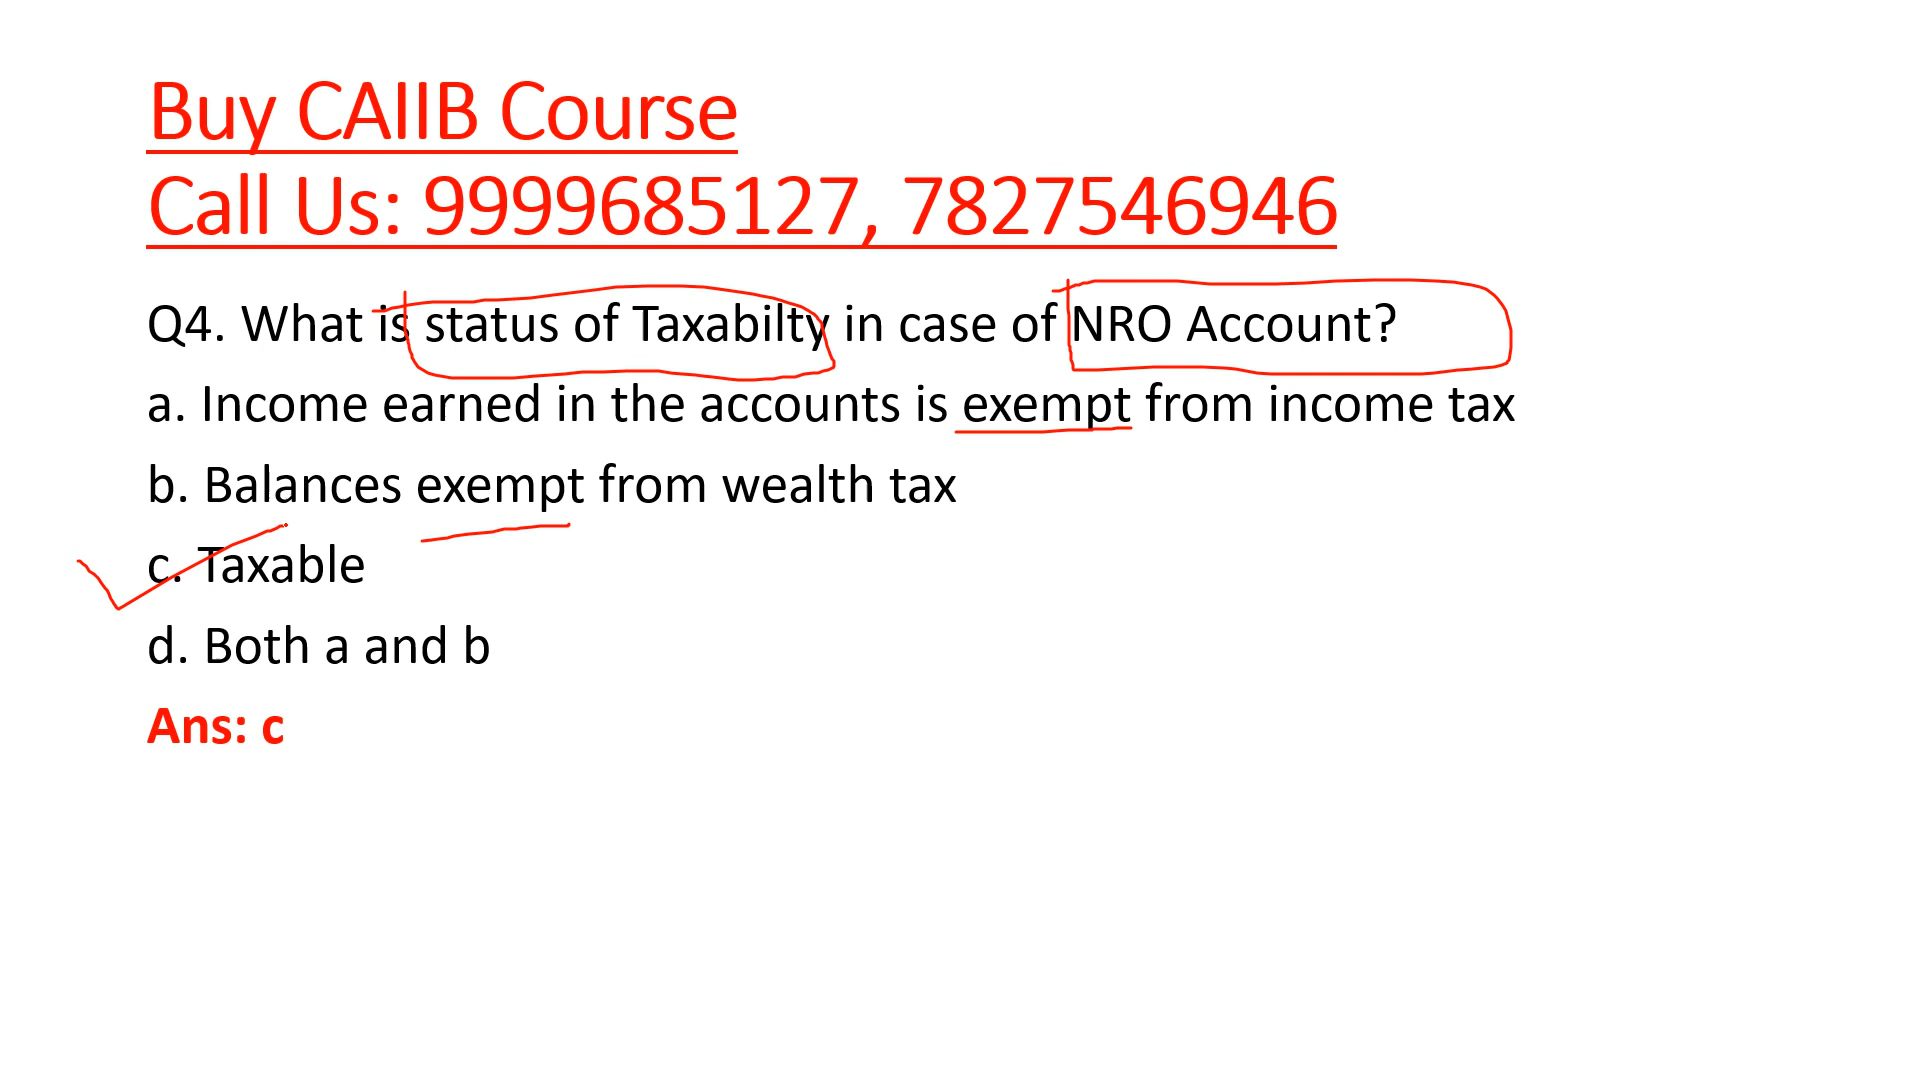 Buy CAIIB Course
Call Us: 9999685127, 7827546946
Q4. What is status of Taxabilty in case of NRO Account?
a. Income earned in the accounts is exempt from income tax
b. Balances exempt from wealth tax
c. Taxable
d. Both a and b
Ans: c